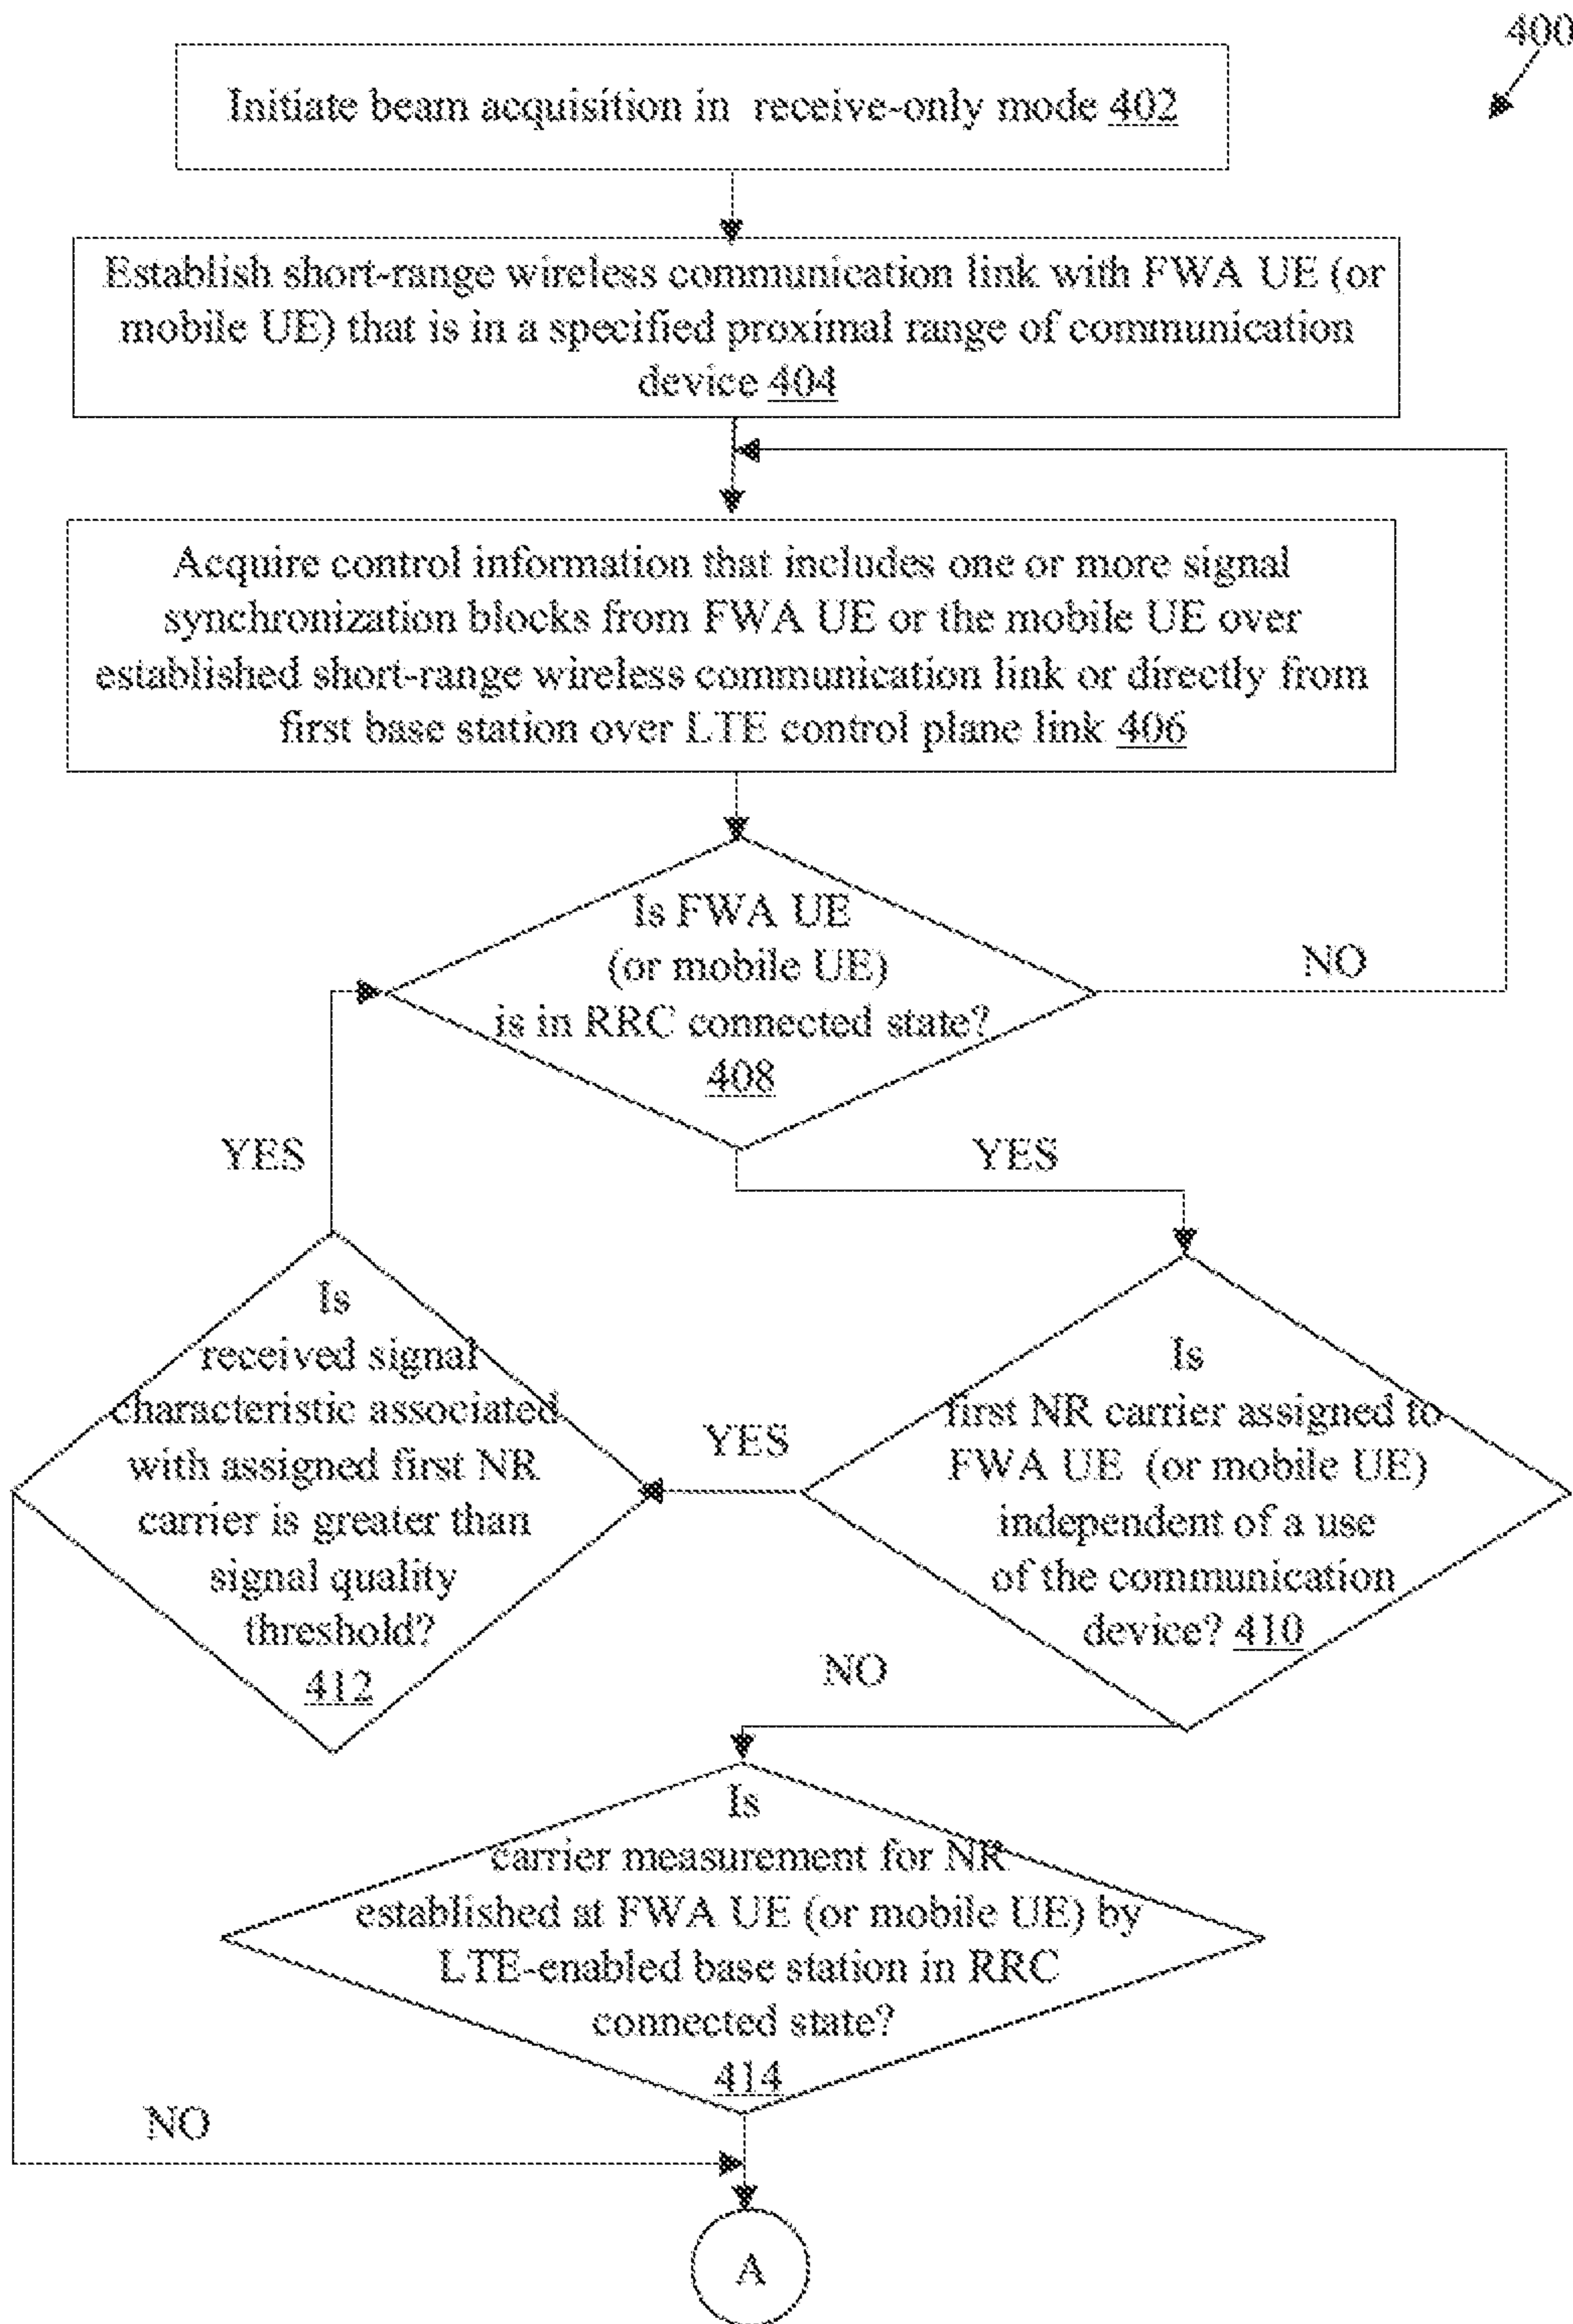 400
Initiate beam acquisition in receive-only mode 402
Establish short-range wireless communication link with FWA UE (or
mobile UE) that is in a specified proximal range of communication
device 404
Acquire control information that includes one or more signal
synchronization blocks from FWA UE or the mobile UE over
established short-range wireless communication link or directly from
first base station over LTE control plane link 406
Is FWA UE
(or mobile UE)
is in RRC connected state?
408
NO
YES
YES
Is
received signal
characteristic associated
with assigned first NR
carrier is greater than
signal quality
threshold?
412
YES
Is
first NR carrier assigned to
FWA UE (or mobile UE)
independent of a use
of the communication
device? 410
NO
Is
carrier measurement for NR
established at FWA UE (or mobile UE) by
LTE-enabled base station in RRC
connected state?
414
NO
A